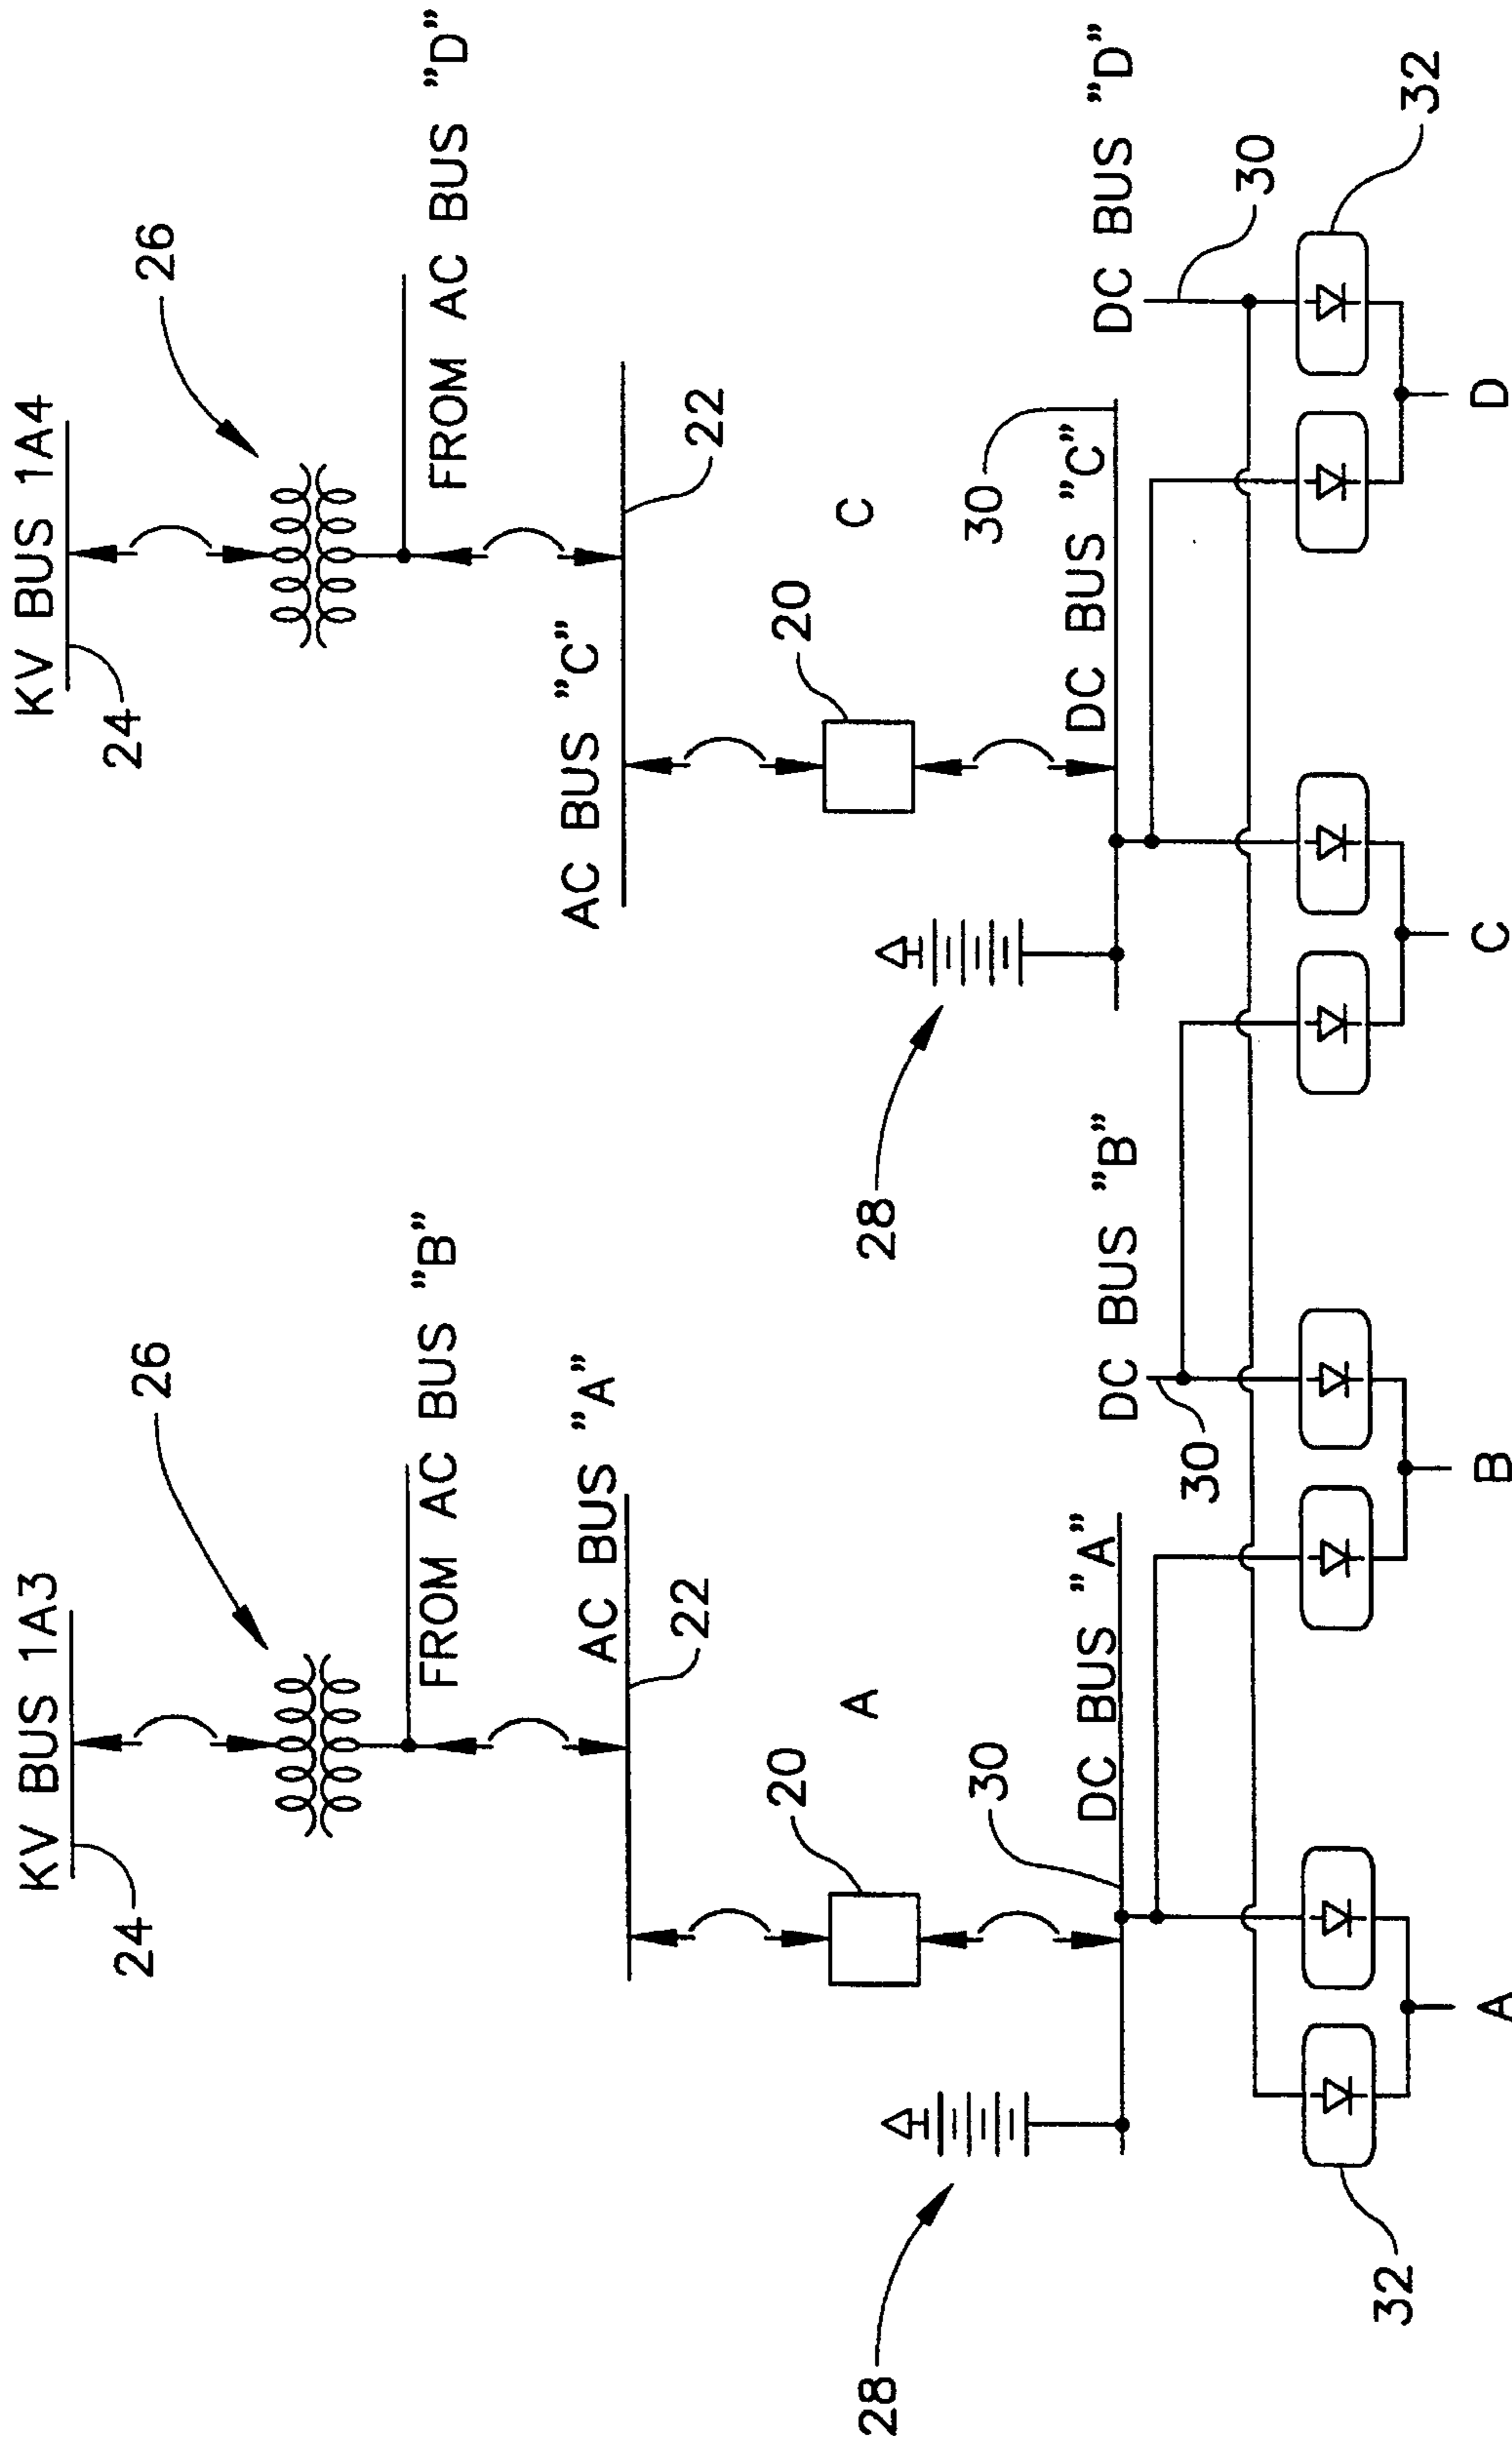 KV BUS 1A3
24
26
FROM AC BUS "B"
AC BUS "A"
22
A
20
30
DC BUS "A"
28
KV BUS 1A4
24
26
FROM AC BUS "D"
AC BUS "C"
22
C
20
30
DC BUS "C"
28
DC BUS "B"
30
DC BUS "D"
30
32
32
A
B
C
D